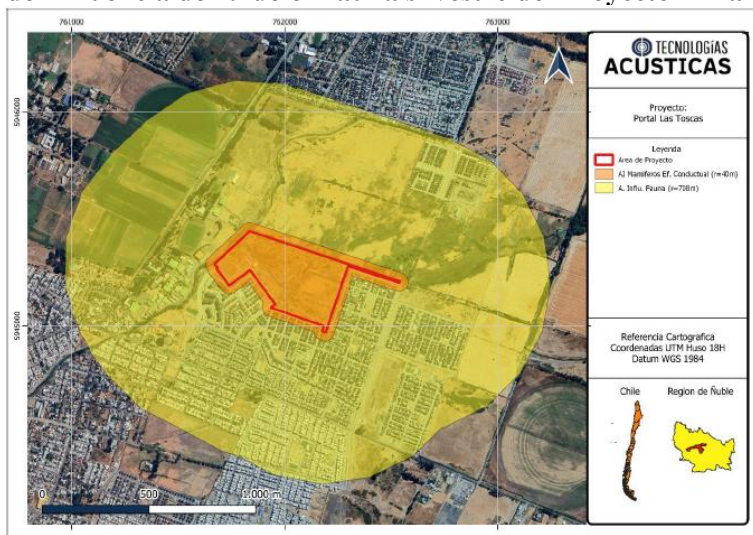 761000
762000
763000
5946000
5945000
TECNOLOGÍAS
ACUSTICAS
Proyecto:
Portal Las Toscas
Leyenda
Area de Proyecto
AI Mamiferos Ef. Conductual (r=40m)
A. Influ. Fauna (r=708m)
Referencia Cartografica
Coordenadas UTM Huso 18H
Datum WGS 1984
Chile
Region de Ñuble
0
500
1.000 m